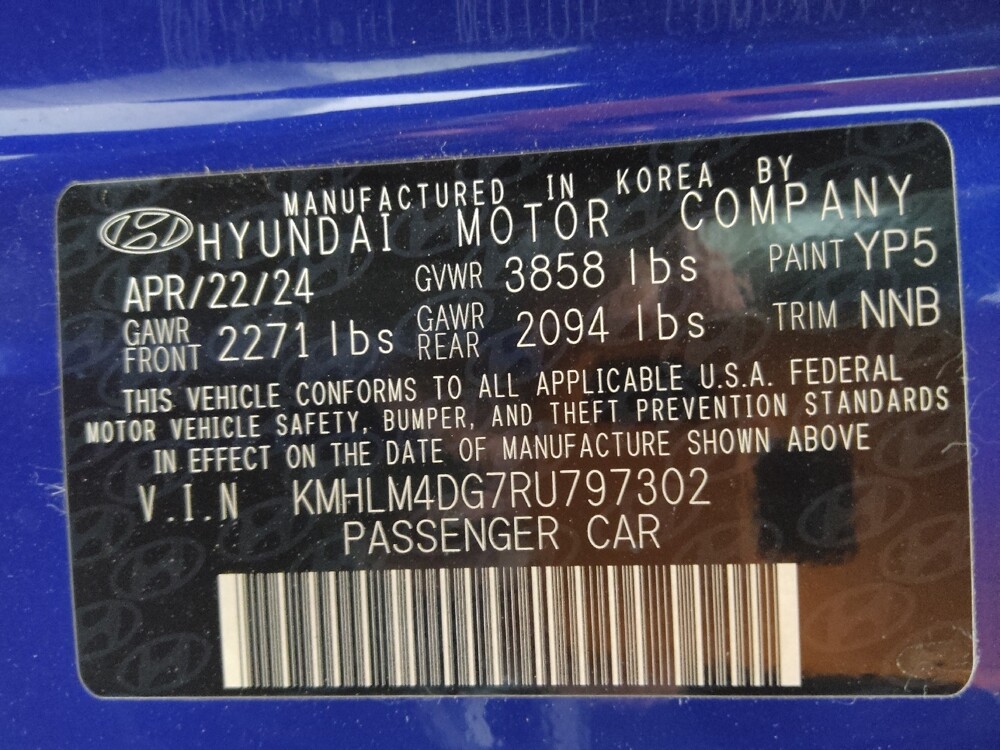 MANUFACTURED IN KOREA BY
HYUNDAI MOTOR COMPANY
APR/22/24 GVWR 3858 lbs PAINT YP5
GAWR FRONT 2271 lbs GAWR REAR 2094 lbs TRIM NNB
THIS VEHICLE CONFORMS TO ALL APPLICABLE U.S.A. FEDERAL
MOTOR VEHICLE SAFETY, BUMPER, AND THEFT PREVENTION STANDARDS
IN EFFECT ON THE DATE OF MANUFACTURE SHOWN ABOVE
V.I.N KMHLM4DG7RU797302
PASSENGER CAR